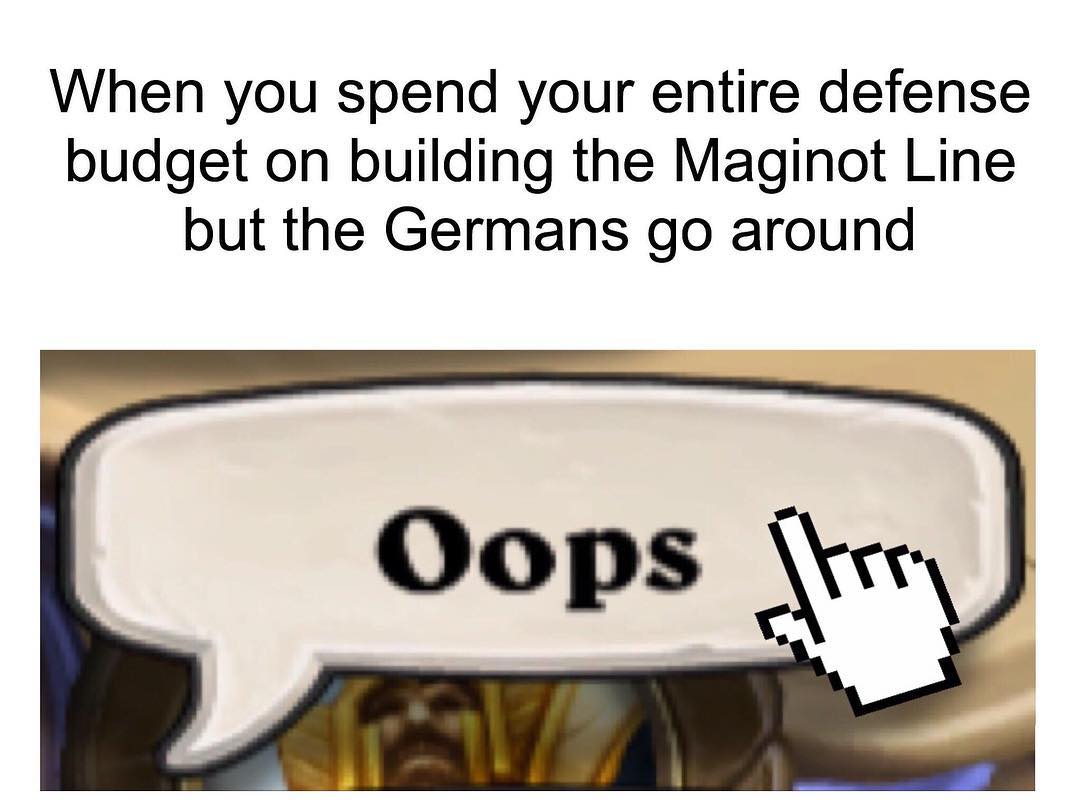 When you spend your entire defense
budget on building the Maginot Line
but the Germans go around
Oops